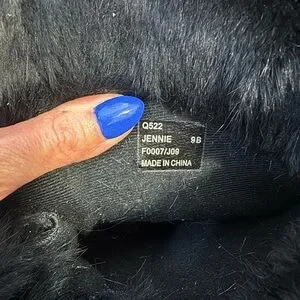 Q522
JENNIE 9B
F0007/J09
MADE IN CHINA